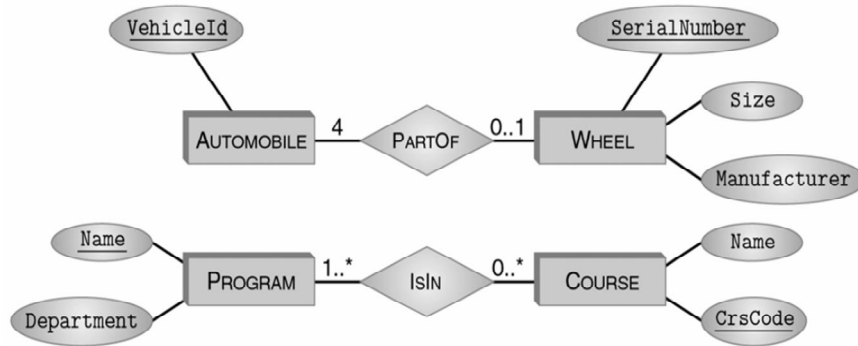 VehicleId
SerialNumber
Size
AUTOMOBILE
4
PARTOF
0..1
WHEEL
Manufacturer
Name
Name
PROGRAM
1..*
ISIN
0..*
COURSE
Department
CrsCode